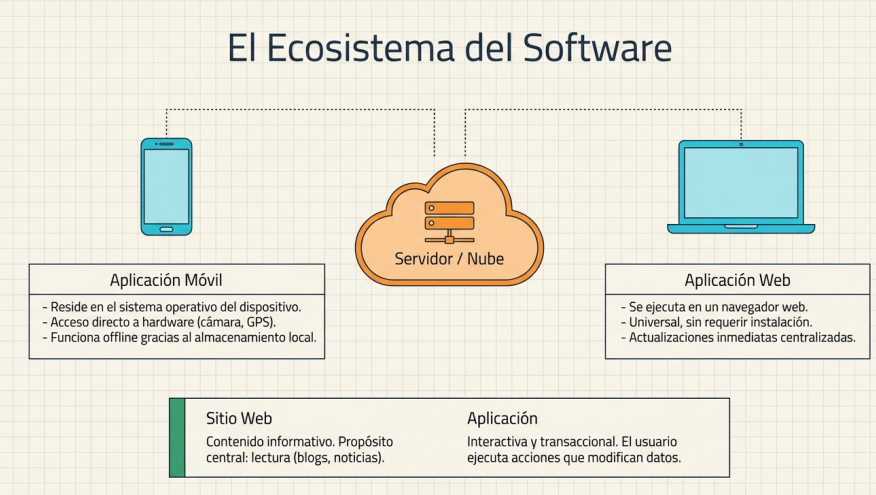 El Ecosistema del Software
Servidor / Nube
Aplicación Móvil
- Reside en el sistema operativo del dispositivo.
- Acceso directo a hardware (cámara, GPS).
- Funciona offline gracias al almacenamiento local.
Aplicación Web
- Se ejecuta en un navegador web.
- Universal, sin requerir instalación.
- Actualizaciones inmediatas centralizadas.
Sitio Web
Contenido informativo. Propósito
central: lectura (blogs, noticias).
Aplicación
Interactiva y transaccional. El usuario
ejecuta acciones que modifican datos.